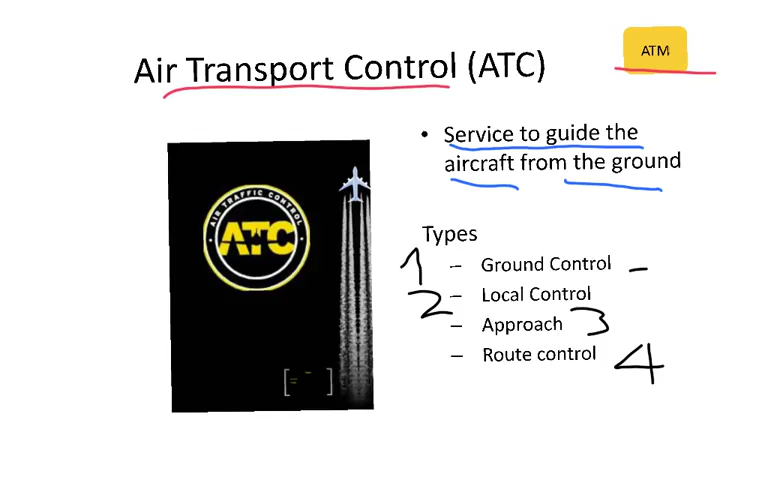 ATM
Air Transport Control (ATC)
• Service to guide the
aircraft from the ground
AIR TRAFFIC CONTROL
ATC
Types
1 – Ground Control –
2 – Local Control
– Approach 3
– Route control 4